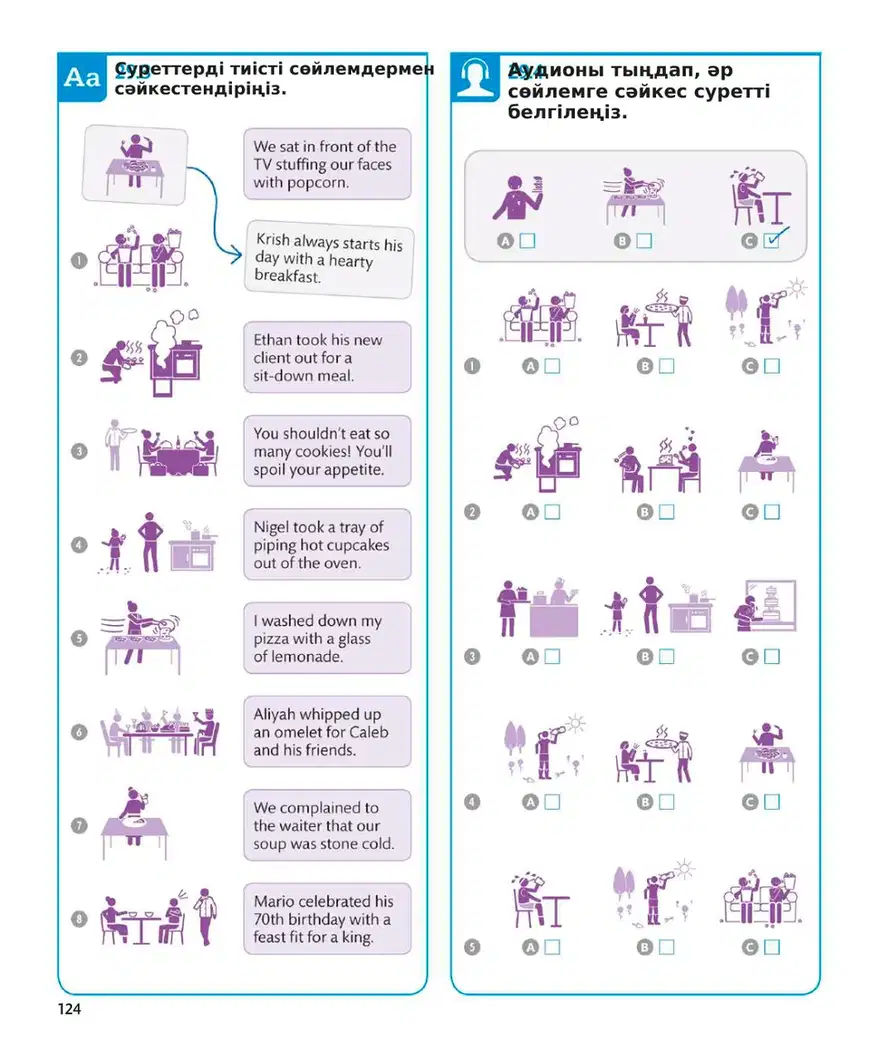 Aa
Суреттерді тиісті сөйлемдермен
сәйкестендіріңіз.
We sat in front of the
TV stuffing our faces
with popcorn.
Krish always starts his
day with a hearty
breakfast.
1
2
Ethan took his new
client out for a
sit-down meal.
3
You shouldn’t eat so
many cookies! You’ll
spoil your appetite.
4
Nigel took a tray of
piping hot cupcakes
out of the oven.
5
I washed down my
pizza with a glass
of lemonade.
6
Aliyah whipped up
an omelet for Caleb
and his friends.
7
We complained to
the waiter that our
soup was stone cold.
8
Mario celebrated his
70th birthday with a
feast fit for a king.
Аудионы тыңдап, әр
сөйлемге сәйкес суретті
белгілеңіз.
A B C
1 A B C
2 A B C
3 A B C
4 A B C
5 A B C
124